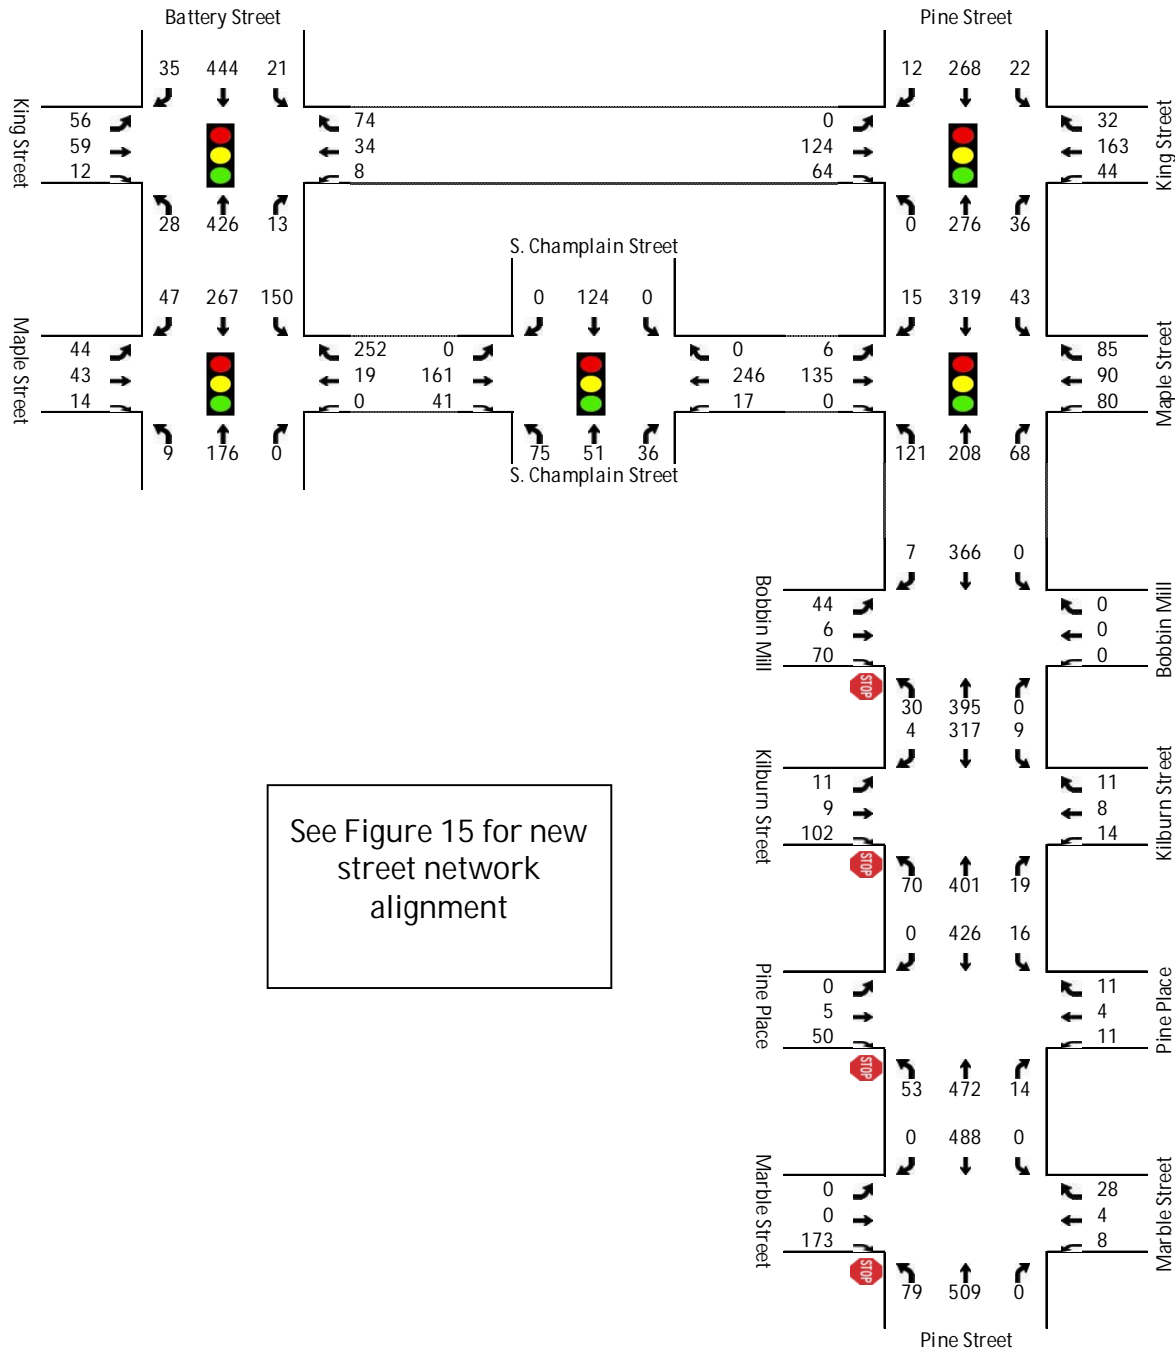 Battery Street
Pine Street
35 444 21
12 268 22
King Street
56
59
12
74
34
8
0
124
64
32
163
44
King Street
28 426 13
0 276 36
S. Champlain Street
47 267 150
0 124 0
15 319 43
Maple Street
44
43
14
252 0
19 161
0 41
0 6
246 135
17 0
85
90
80
Maple Street
9 176 0
75 51 36
121 208 68
S. Champlain Street
7 366 0
Bobbin Mill
44
6
70
0
0
0
Bobbin Mill
STOP
30 395 0
4 317 9
Kilburn Street
11
9
102
11
8
14
Kilburn Street
STOP
70 401 19
See Figure 15 for new
street network
alignment
0 426 16
Pine Place
0
5
50
11
4
11
Pine Place
STOP
53 472 14
0 488 0
Marble Street
0
0
173
28
4
8
Marble Street
STOP
79 509 0
Pine Street